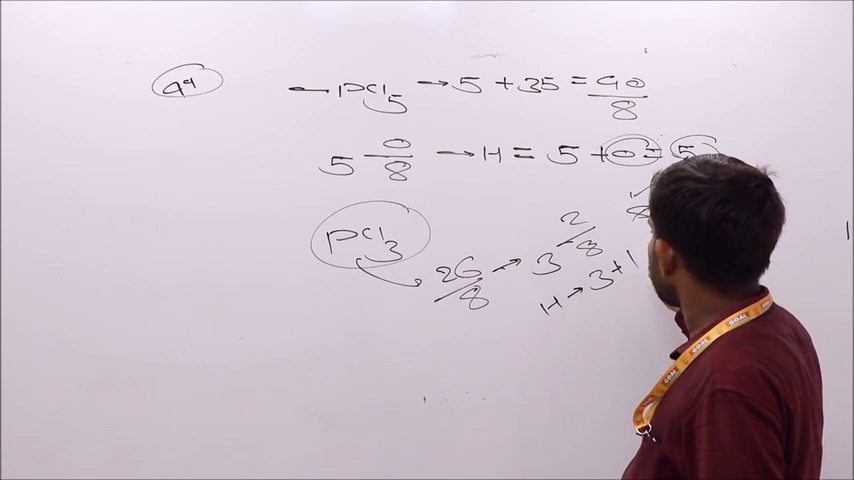 PCl5 → 5 + 35 = 40/8
5 0/8 → H = 5 + 0 = 5
PCl3
26/8 → 3 2/8
H → 3 + 1
GOAL